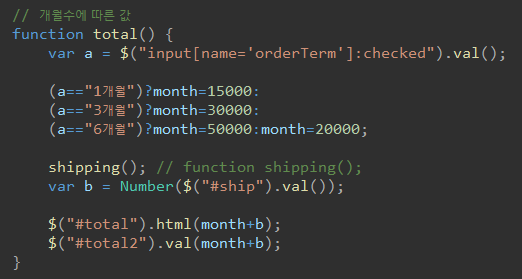 // 개월수에 따른 값
function total() {
var a = $("input[name='orderTerm']:checked").val();
(a=="1개월")?month=15000:
(a=="3개월")?month=30000:
(a=="6개월")?month=50000:month=20000;
shipping(); // function shipping();
var b = Number($("#ship").val());
$("#total").html(month+b);
$("#total2").val(month+b);
}